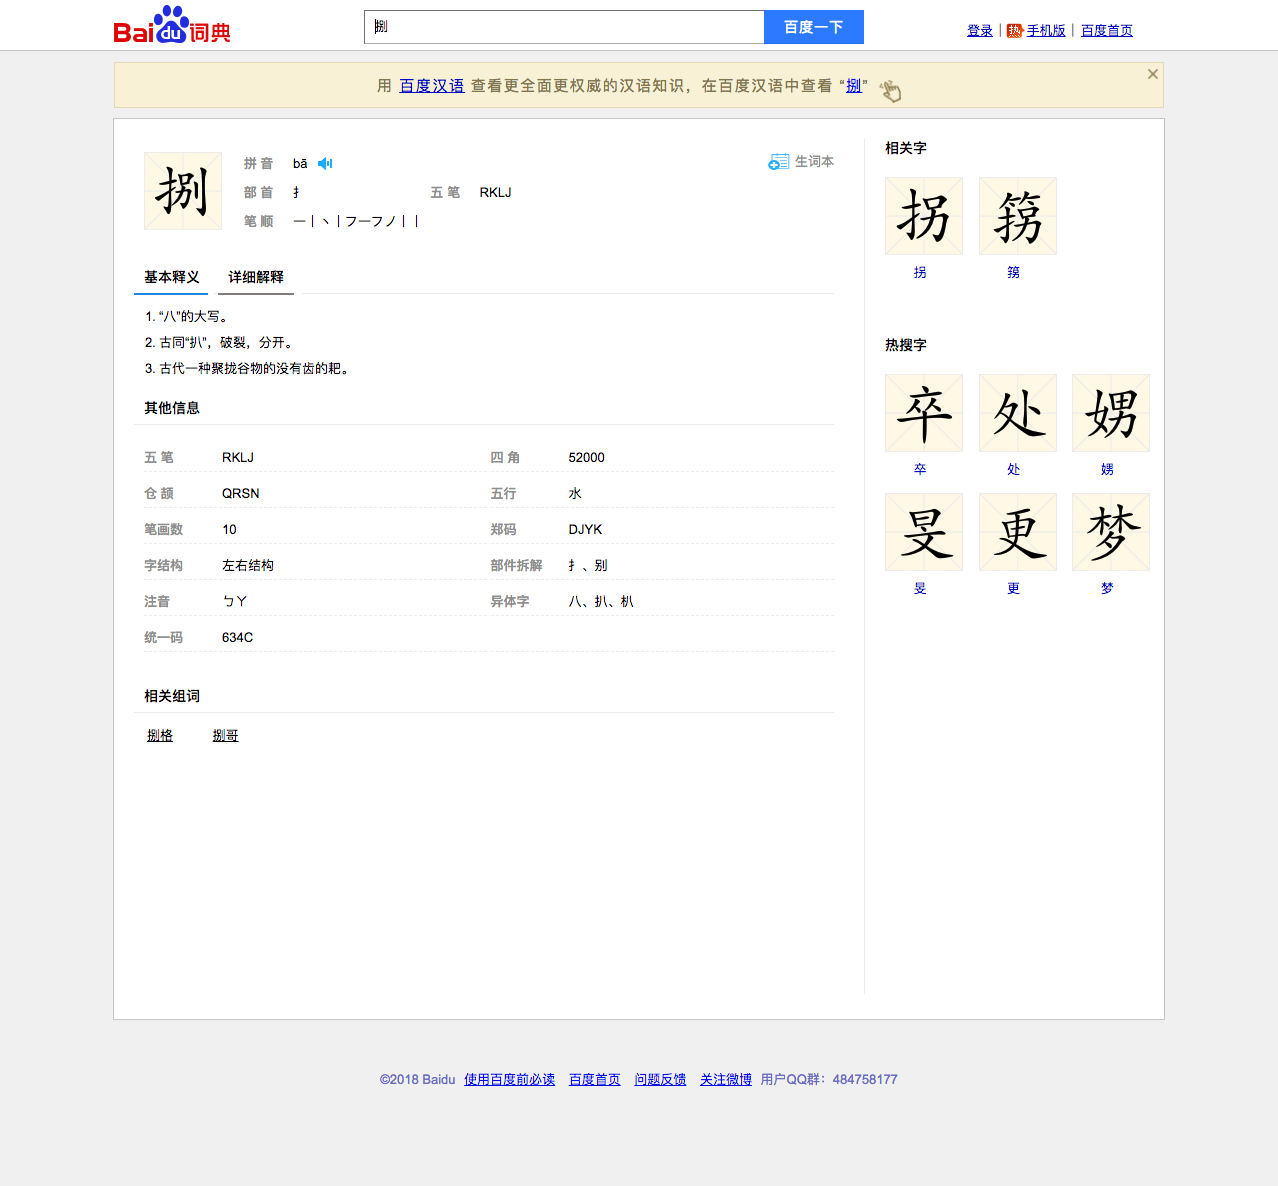 Bai du 词典
捌
百度一下
登录 | 热 手机版 | 百度首页
用 百度汉语 查看更全面更权威的汉语知识，在百度汉语中查看 “捌”
捌
拼 音 bā
生词本
部 首 扌 五 笔 RKLJ
笔 顺 一丨丶丨フ一フノ丨丨
基本释义 详细解释
1. “八”的大写。
2. 古同“扒”，破裂，分开。
3. 古代一种聚拢谷物的没有齿的耙。
其他信息
五 笔 RKLJ 四 角 52000
仓 颉 QRSN 五行 水
笔画数 10 郑码 DJYK
字结构 左右结构 部件拆解 扌、别
注音 ㄅㄚ 异体字 八、扒、朳
统一码 634C
相关组词
捌格 捌哥
相关字
拐 箉
拐 箉
热搜字
卒 处 娚
卒 处 娚
旻 更 梦
旻 更 梦
©2018 Baidu 使用百度前必读 百度首页 问题反馈 关注微博 用户QQ群：484758177